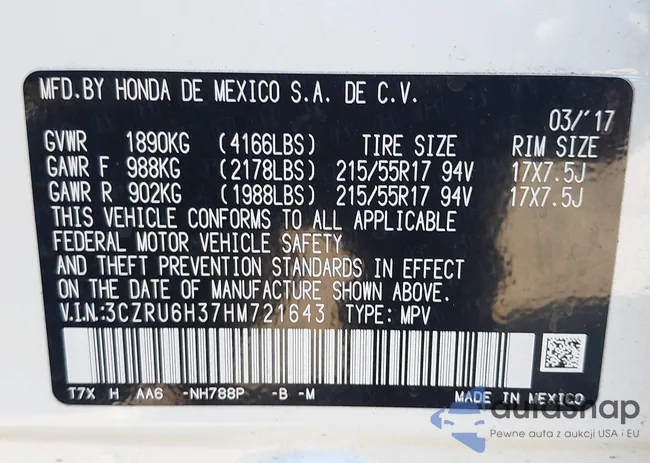 MFD.BY HONDA DE MEXICO S.A. DE C.V.
03/'17
GVWR 1890KG (4166LBS) TIRE SIZE RIM SIZE
GAWR F 988KG (2178LBS) 215/55R17 94V 17X7.5J
GAWR R 902KG (1988LBS) 215/55R17 94V 17X7.5J
THIS VEHICLE CONFORMS TO ALL APPLICABLE
FEDERAL MOTOR VEHICLE SAFETY
AND THEFT PREVENTION STANDARDS IN EFFECT
ON DATE OF MANUFACTURE SHOWN ABOVE.
V.I.N:3CZRU6H37HM721643 TYPE: MPV
T7X H AA6 -NH788P -B -M MADE IN MEXICO
autosnap
Pewne auta z aukcji USA i EU